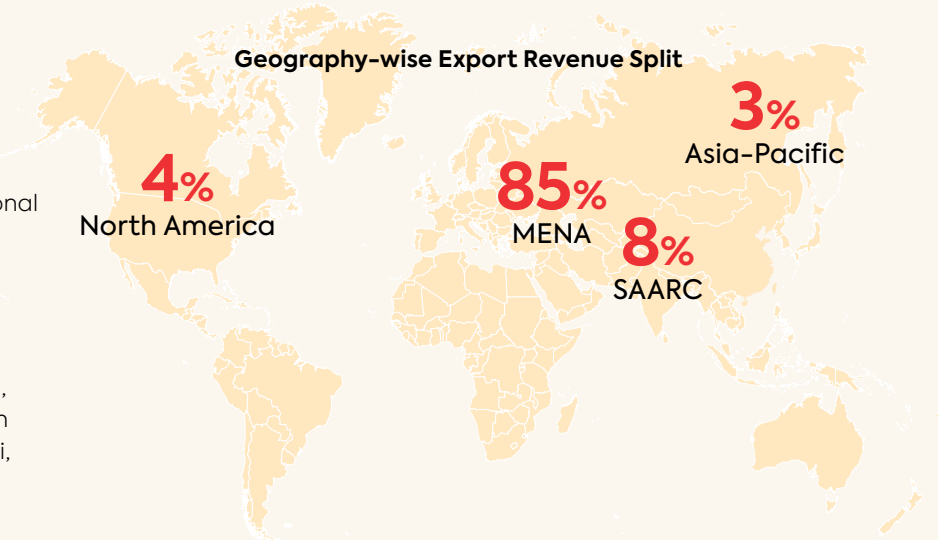 Geography-wise Export Revenue Split
3%
Asia-Pacific
4%
North America
85%
MENA
8%
SAARC